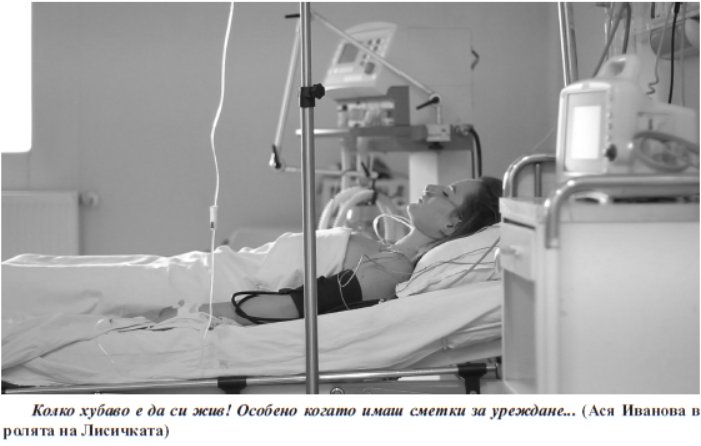 Колко хубаво е да си жив! Особено когато имаш сметки за уреждане... (Ася Иванова в
ролята на Лисичката)